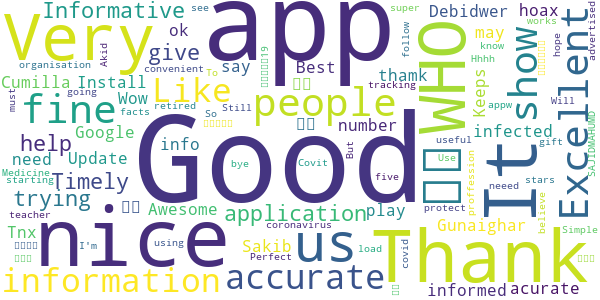 Very
app
Good
nice
Thank
WHO
It
Excellent
show
us
people
fine
Like
information
accurate
application
trying
Timely
help
give
Informative
Debidwer
hoax
may
Keeps
infected
number
info
play
say
ok
Best
thamk
Wow
Install
Cumilla
Google
need
Update
Tnx
Awesome
Sakib
Gunaighar
informed
acurate
organisation
see
super
follow
works
know
Hhhh
convenient
Akid
tracking
To
So
Still
retired
facts
going
must
Medicine
starting
teacher
I'm
using
bye
Covit
But
five
coronavirus
Perfect
load
covid
protect
useful
Use
neeed
stars
appw
Will
hope
gift
believe
Simple
proffession
advertised
SAJIDMAHUMD
19